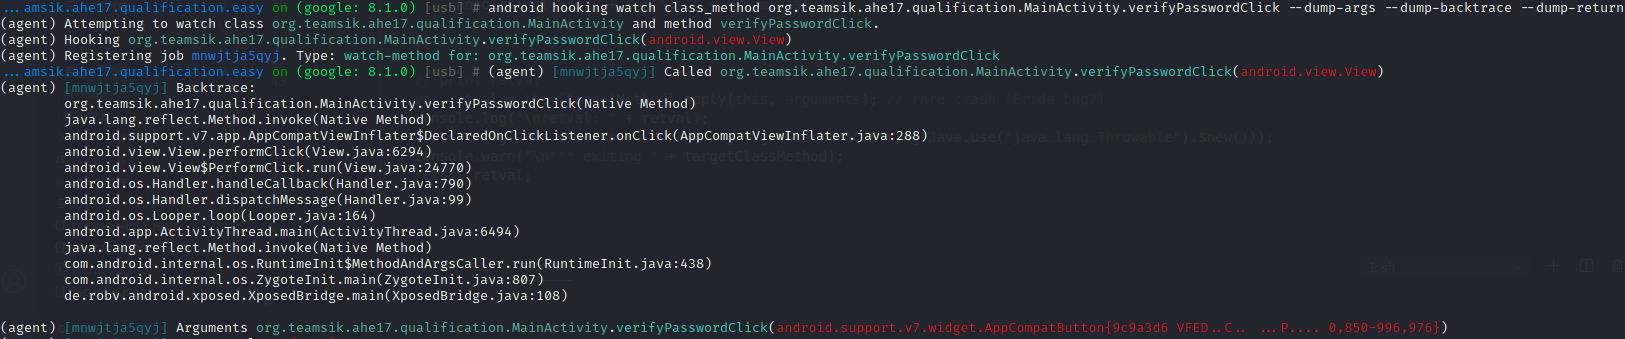 ...amsik.ahe17.qualification.easy on (google: 8.1.0) [usb] # android hooking watch class_method org.teamsik.ahe17.qualification.MainActivity.verifyPasswordClick --dump-args --dump-backtrace --dump-return
(agent) Attempting to watch class org.teamsik.ahe17.qualification.MainActivity and method verifyPasswordClick.
(agent) Hooking org.teamsik.ahe17.qualification.MainActivity.verifyPasswordClick(android.view.View)
(agent) Registering job mnwjtja5qyj. Type: watch-method for: org.teamsik.ahe17.qualification.MainActivity.verifyPasswordClick
...amsik.ahe17.qualification.easy on (google: 8.1.0) [usb] # (agent) [mnwjtja5qyj] Called org.teamsik.ahe17.qualification.MainActivity.verifyPasswordClick(android.view.View)
(agent) [mnwjtja5qyj] Backtrace:
org.teamsik.ahe17.qualification.MainActivity.verifyPasswordClick(Native Method)
java.lang.reflect.Method.invoke(Native Method)
android.support.v7.app.AppCompatViewInflater$DeclaredOnClickListener.onClick(AppCompatViewInflater.java:288)
android.view.View.performClick(View.java:6294)
android.view.View$PerformClick.run(View.java:24770)
android.os.Handler.handleCallback(Handler.java:790)
android.os.Handler.dispatchMessage(Handler.java:99)
android.os.Looper.loop(Looper.java:164)
android.app.ActivityThread.main(ActivityThread.java:6494)
java.lang.reflect.Method.invoke(Native Method)
com.android.internal.os.RuntimeInit$MethodAndArgsCaller.run(RuntimeInit.java:438)
com.android.internal.os.ZygoteInit.main(ZygoteInit.java:807)
de.robv.android.xposed.XposedBridge.main(XposedBridge.java:108)
(agent) [mnwjtja5qyj] Arguments org.teamsik.ahe17.qualification.MainActivity.verifyPasswordClick(android.support.v7.widget.AppCompatButton{9c9a3d6 VFED..C.. ...P.... 0,850-996,976})